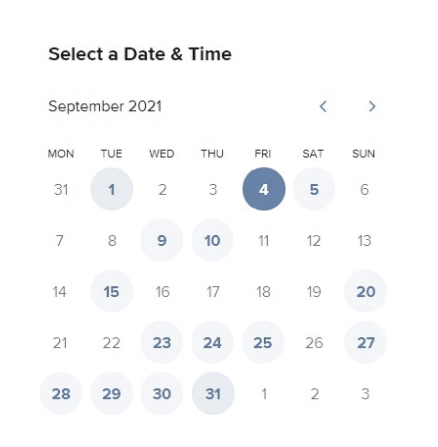 Select a Date & Time
September 2021
MON TUE WED THU FRI SAT SUN
31 1 2 3 4 5 6
7 8 9 10 11 12 13
14 15 16 17 18 19 20
21 22 23 24 25 26 27
28 29 30 31 1 2 3